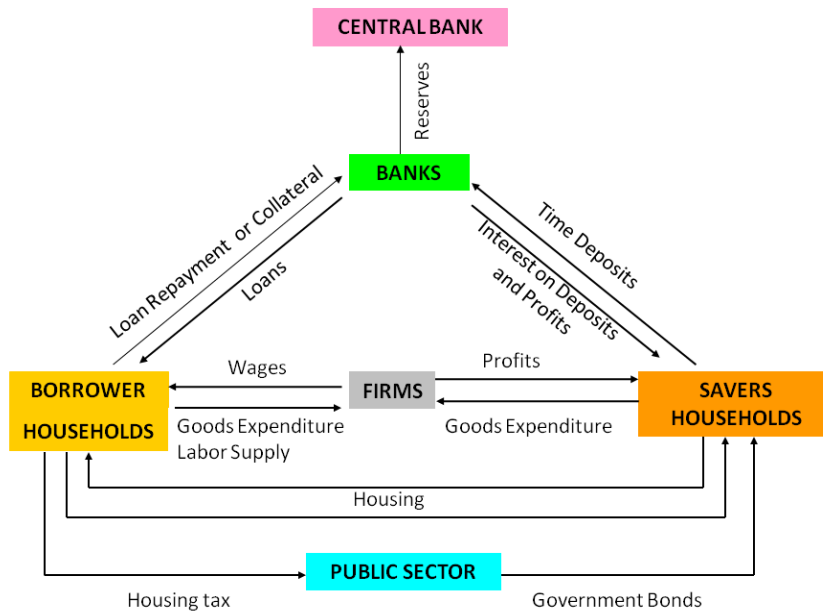 CENTRAL BANK
Reserves
BANKS
Loan Repayment or Collateral
Loans
Time Deposits
Interest on Deposits
and Profits
BORROWER
HOUSEHOLDS
Wages
FIRMS
Profits
SAVERS
HOUSEHOLDS
Goods Expenditure
Labor Supply
Goods Expenditure
Housing
PUBLIC SECTOR
Housing tax
Government Bonds